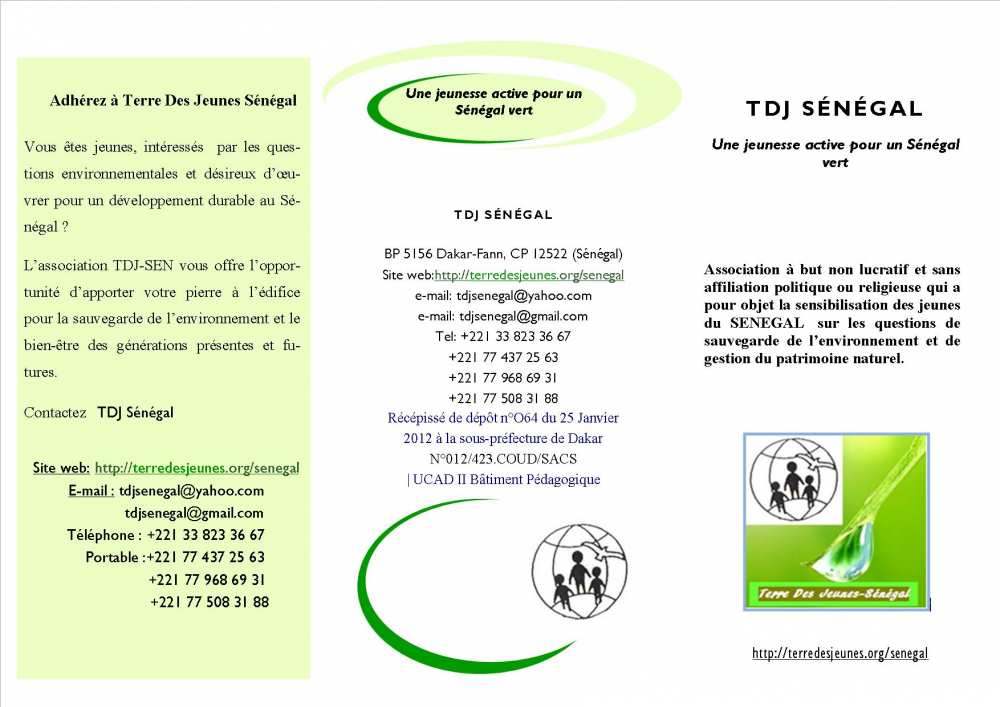 Adhérez à Terre Des Jeunes Sénégal
Vous êtes jeunes, intéressés par les ques-
tions environnementales et désireux d’œu-
vrer pour un développement durable au Sé-
négal ?
L’association TDJ-SEN vous offre l’oppor-
tunité d’apporter votre pierre à l’édifice
pour la sauvegarde de l’environnement et le
bien-être des générations présentes et fu-
tures.
Contactez TDJ Sénégal
Site web: http://terredesjeunes.org/senegal
E-mail : tdjsenegal@yahoo.com
tdjsenegal@gmail.com
Téléphone : +221 33 823 36 67
Portable :+221 77 437 25 63
+221 77 968 69 31
+221 77 508 31 88
Une jeunesse active pour un
Sénégal vert
TDJ SÉNÉGAL
BP 5156 Dakar-Fann, CP 12522 (Sénégal)
Site web:http://terredesjeunes.org/senegal
e-mail: tdjsenegal@yahoo.com
e-mail: tdjsenegal@gmail.com
Tel: +221 33 823 36 67
+221 77 437 25 63
+221 77 968 69 31
+221 77 508 31 88
Récépissé de dépôt n°O64 du 25 Janvier
2012 à la sous-préfecture de Dakar
N°012/423.COUD/SACS
| UCAD II Bâtiment Pédagogique
TDJ SÉNÉGAL
Une jeunesse active pour un Sénégal
vert
Association à but non lucratif et sans
affiliation politique ou religieuse qui a
pour objet la sensibilisation des jeunes
du SENEGAL sur les questions de
sauvegarde de l’environnement et de
gestion du patrimoine naturel.
Terre Des Jeunes-Sénégal
http://terredesjeunes.org/senegal